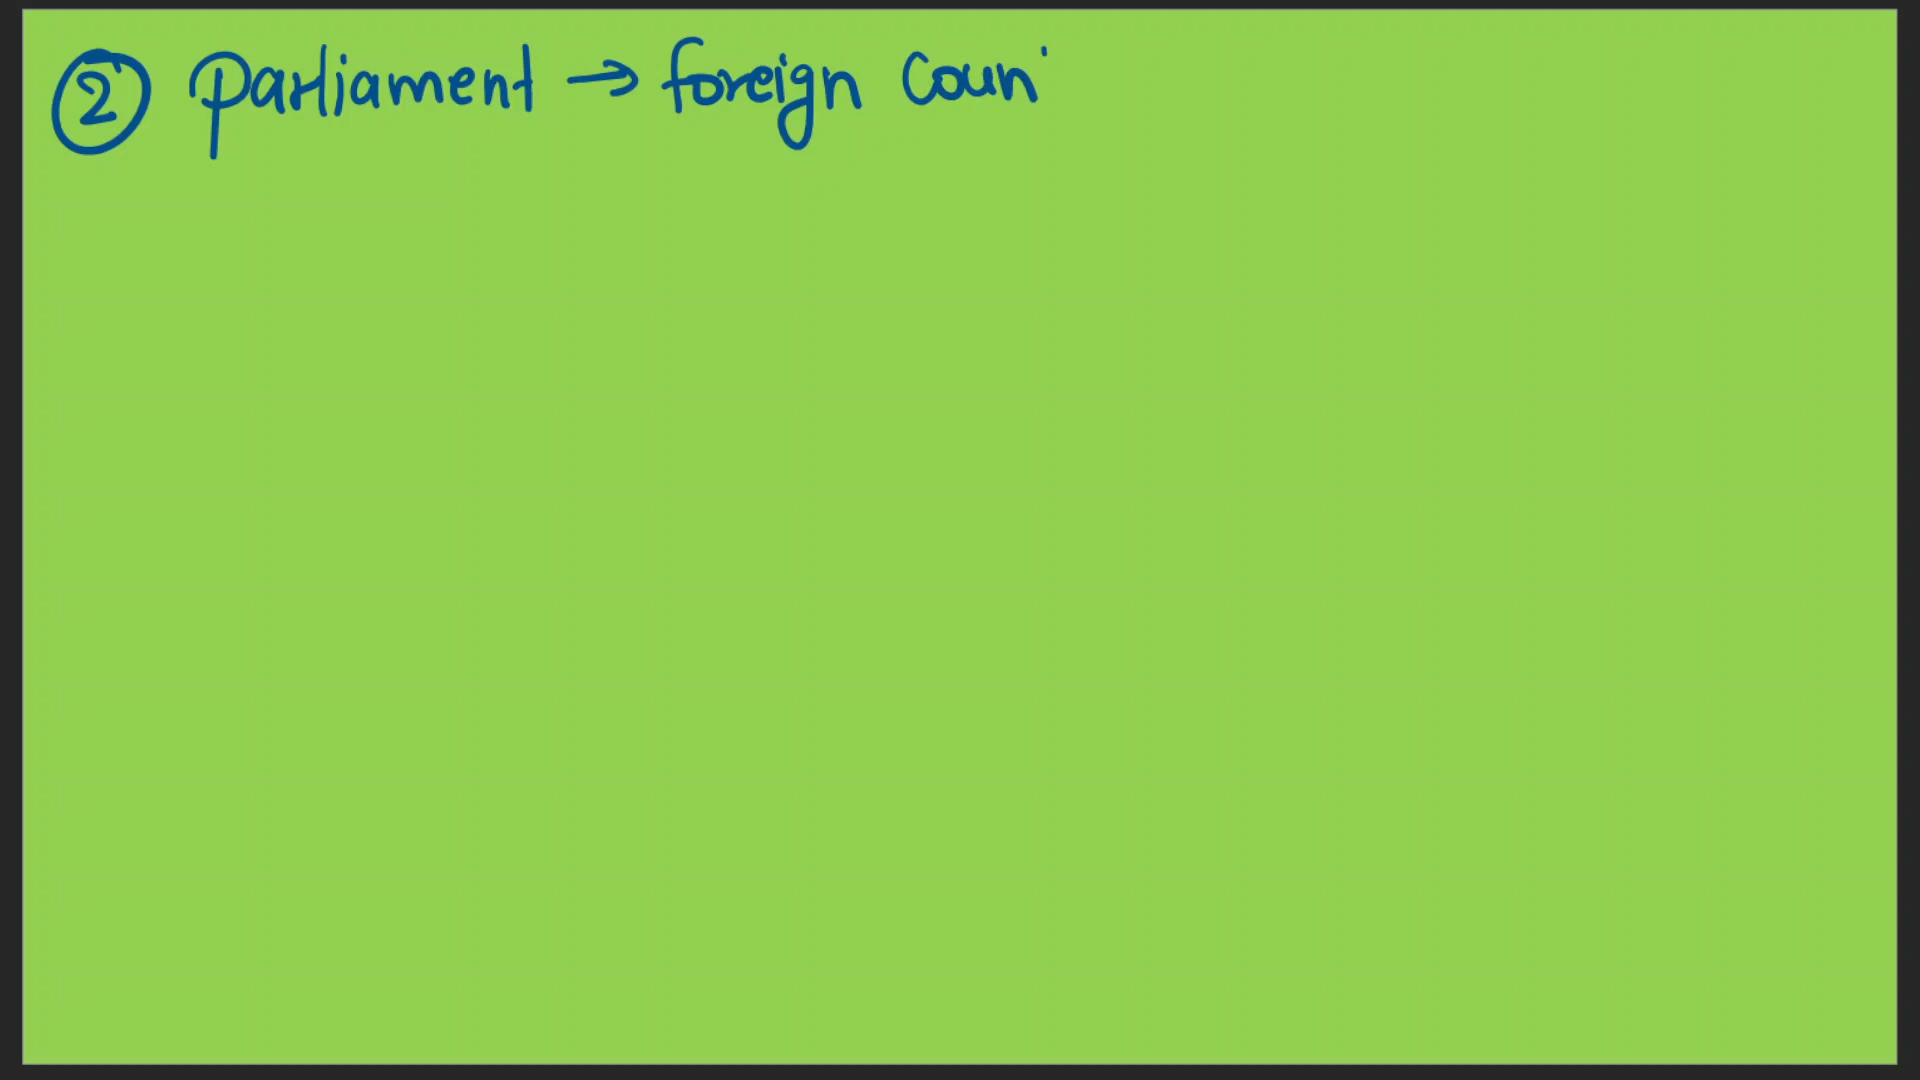 ② Parliament → foreign coun